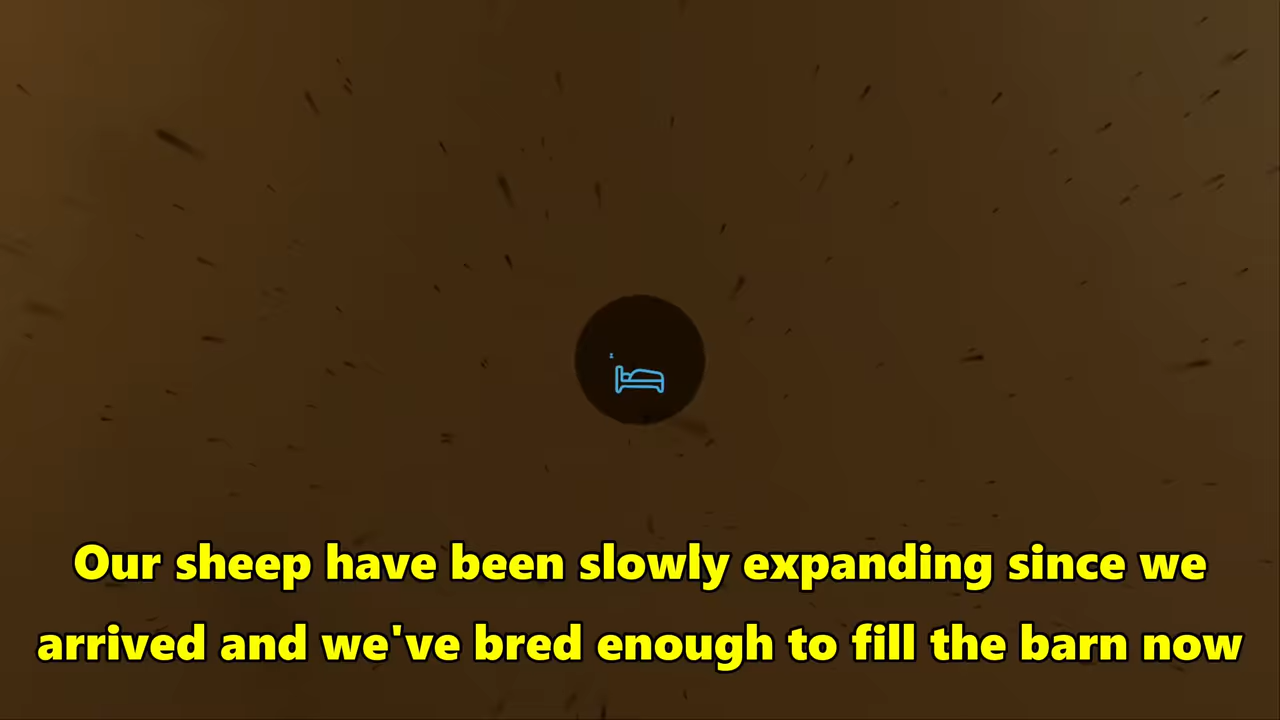 Our sheep have been slowly expanding since we
arrived and we've bred enough to fill the barn now